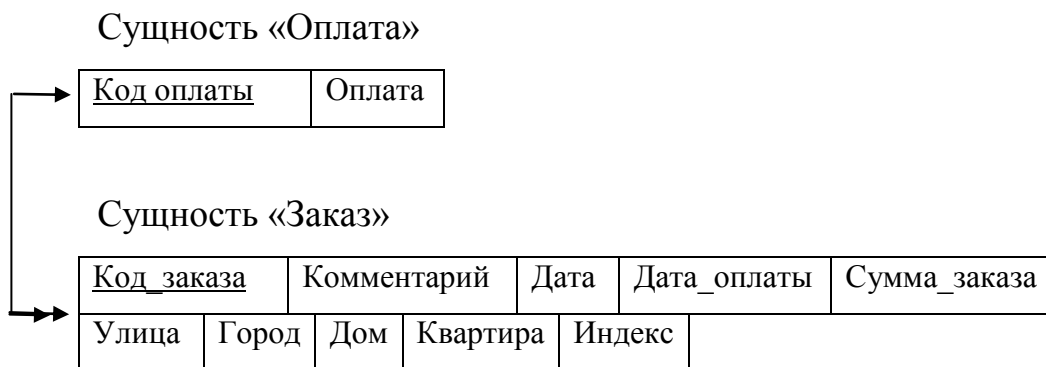 Сущность «Оплата»
Код оплаты Оплата
Сущность «Заказ»
Код_заказа Комментарий Дата Дата_оплаты Сумма_заказа
Улица Город Дом Квартира Индекс